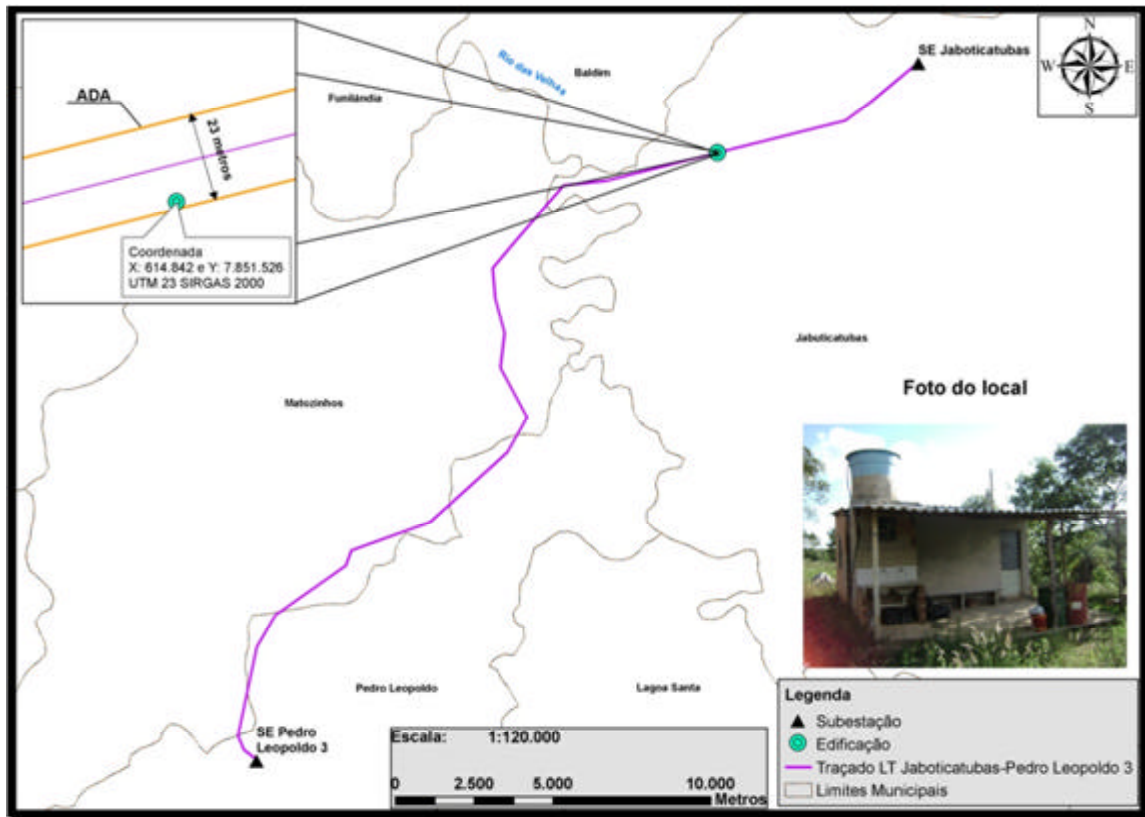 ADA
23 metros
Coordenada
X: 614.842 e Y: 7.851.526
UTM 23 SIRGAS 2000
Funilândia
Rio das Velhas
Baldim
SE Jaboticatubas
N
W
E
S
Jaboticatubas
Matozinhos
Foto do local
Pedro Leopoldo
Lagoa Santa
SE Pedro
Leopoldo 3
Escala: 1:120.000
0 2.500 5.000 10.000
Metros
Legenda
Subestação
Edificação
Traçado LT Jaboticatubas-Pedro Leopoldo 3
Limites Municipais